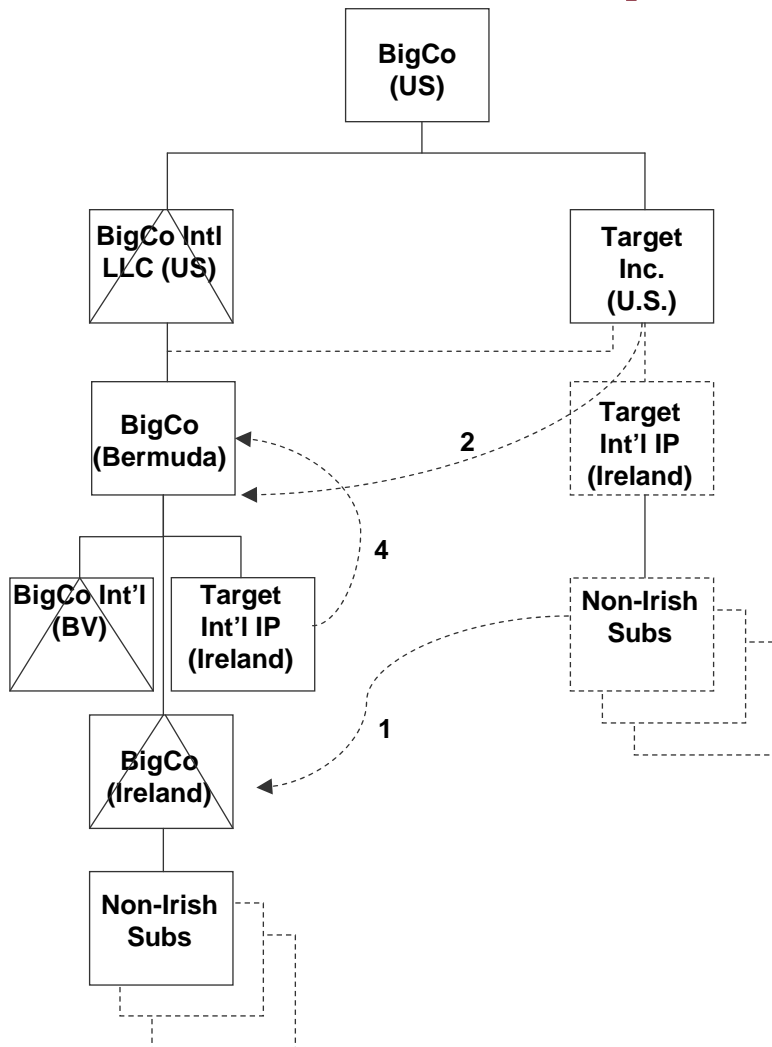 BigCo
(US)
BigCo Intl
LLC (US)
Target
Inc.
(U.S.)
BigCo
(Bermuda)
2
Target
Int'l IP
(Ireland)
4
BigCo Int'l
(BV)
Target
Int'l IP
(Ireland)
Non-Irish
Subs
1
BigCo
(Ireland)
Non-Irish
Subs